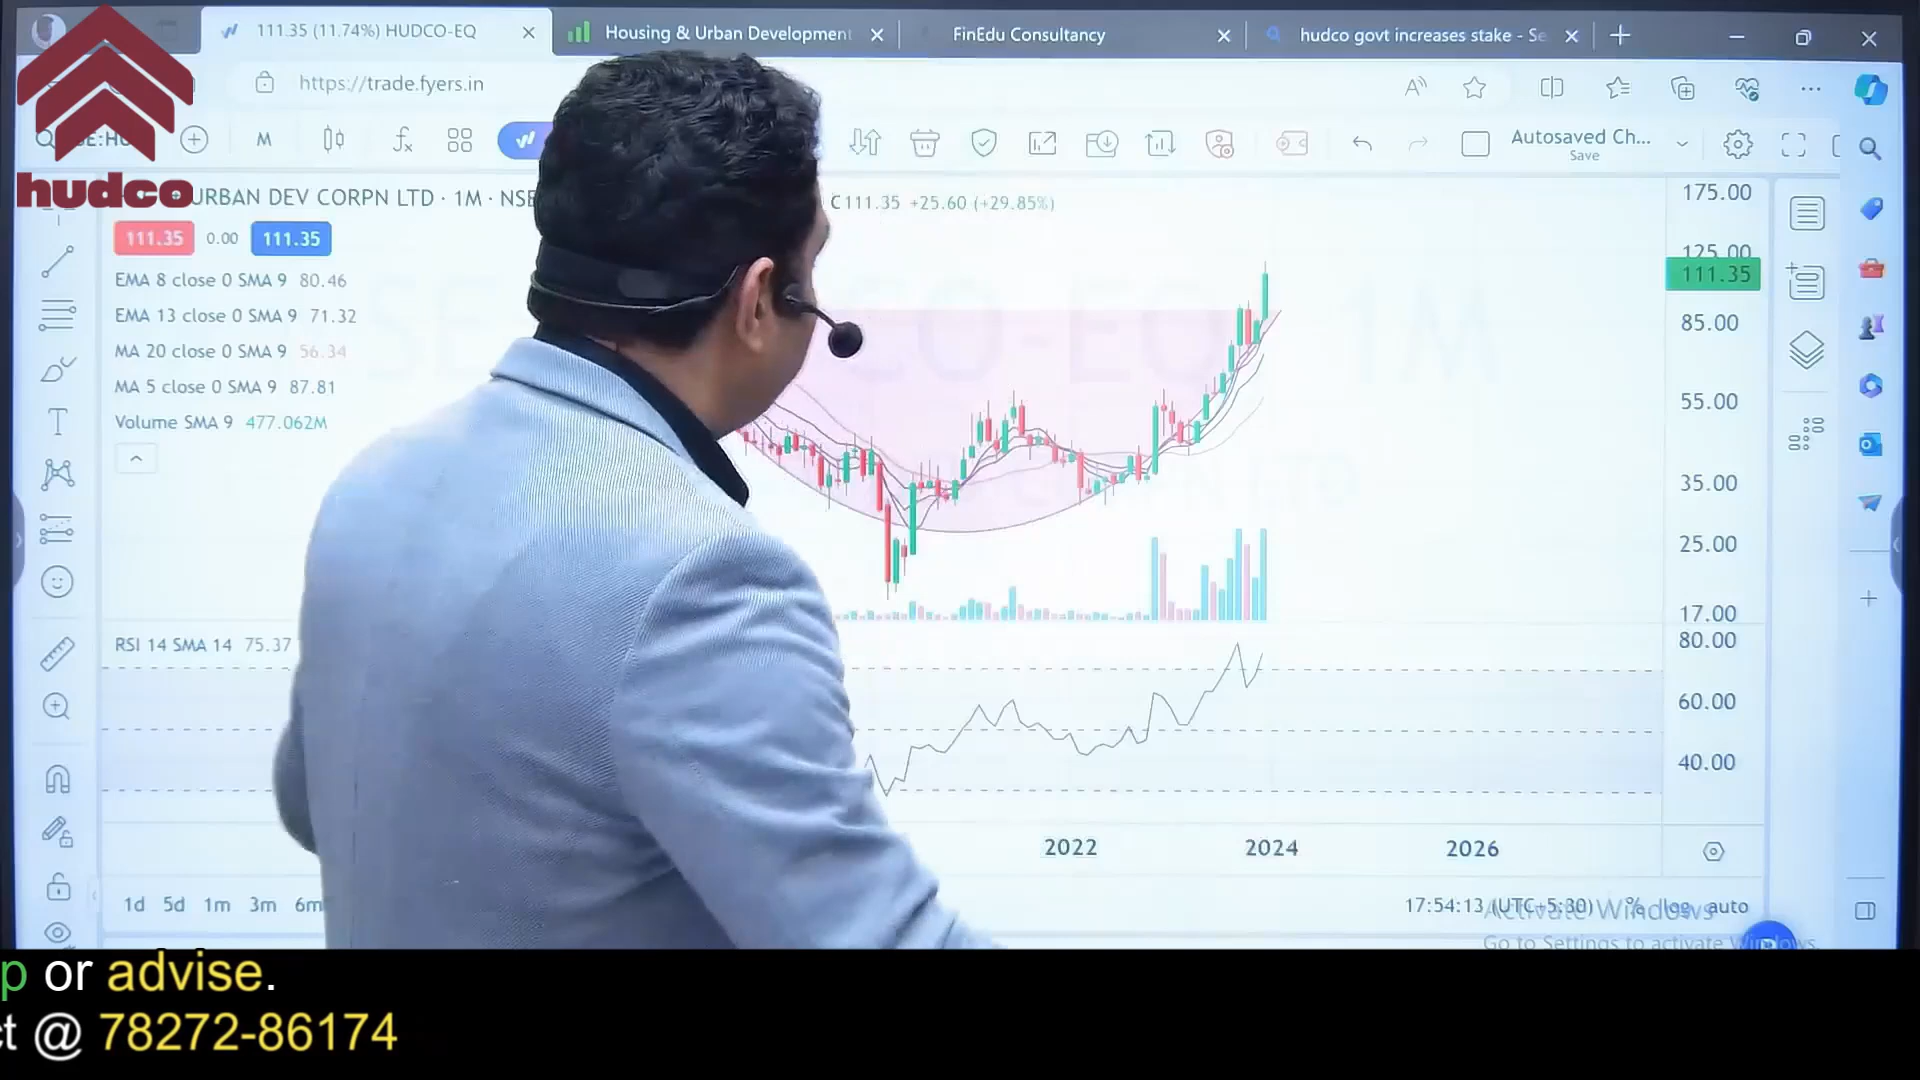 111.35 (11.74%) HUDCO-EQ
Housing & Urban Development
FinEdu Consultancy
hudco govt increases stake - Se
https://trade.fyers.in
M
Autosaved Ch...
Save
hudco
URBAN DEV CORPN LTD · 1M · NSE
C111.35 +25.60 (+29.85%)
111.35 0.00 111.35
EMA 8 close 0 SMA 9 80.46
EMA 13 close 0 SMA 9 71.32
MA 20 close 0 SMA 9 56.34
MA 5 close 0 SMA 9 87.81
Volume SMA 9 477.062M
175.00
125.00
111.35
85.00
55.00
35.00
25.00
17.00
RSI 14 SMA 14 75.37
80.00
60.00
40.00
2022 2024 2026
1d 5d 1m 3m 6m
17:54:13 (UTC+5:30) % log auto
Activate Windows
Go to Settings to activate Windows.
p or advise.
ct @ 78272-86174